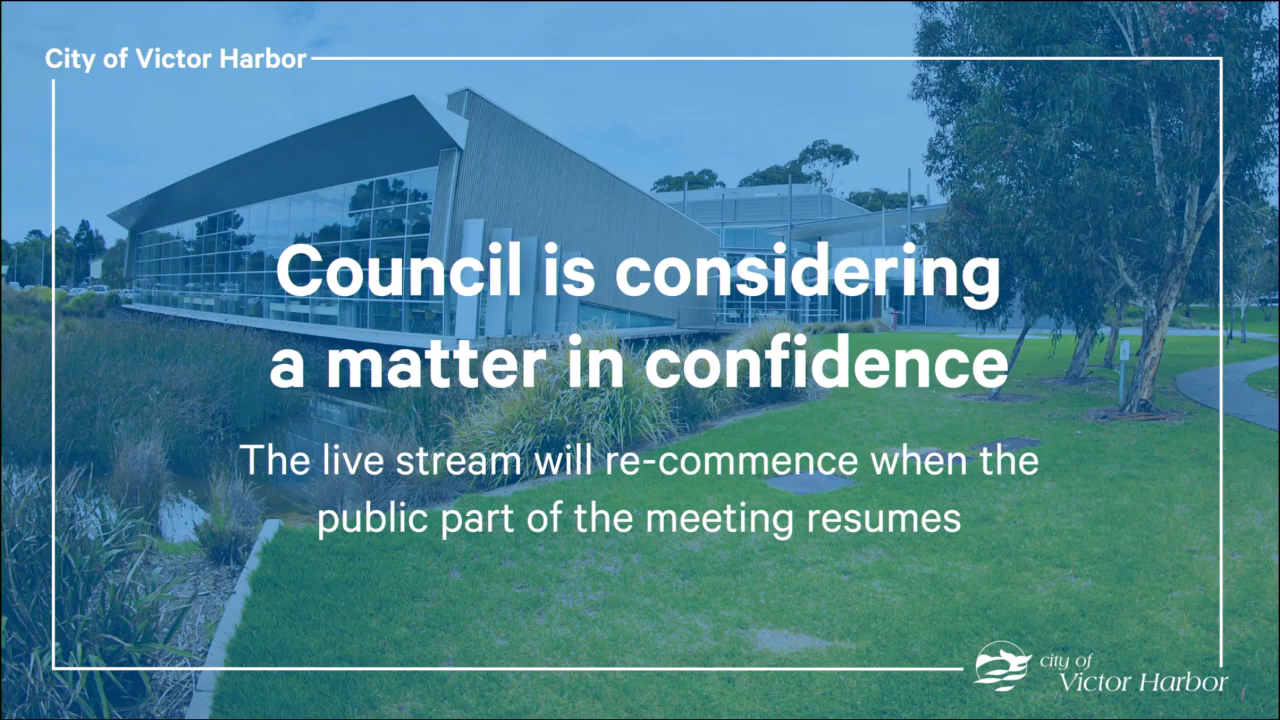 City of Victor Harbor
Council is considering
a matter in confidence
The live stream will re-commence when the
public part of the meeting resumes
city of
Victor Harbor